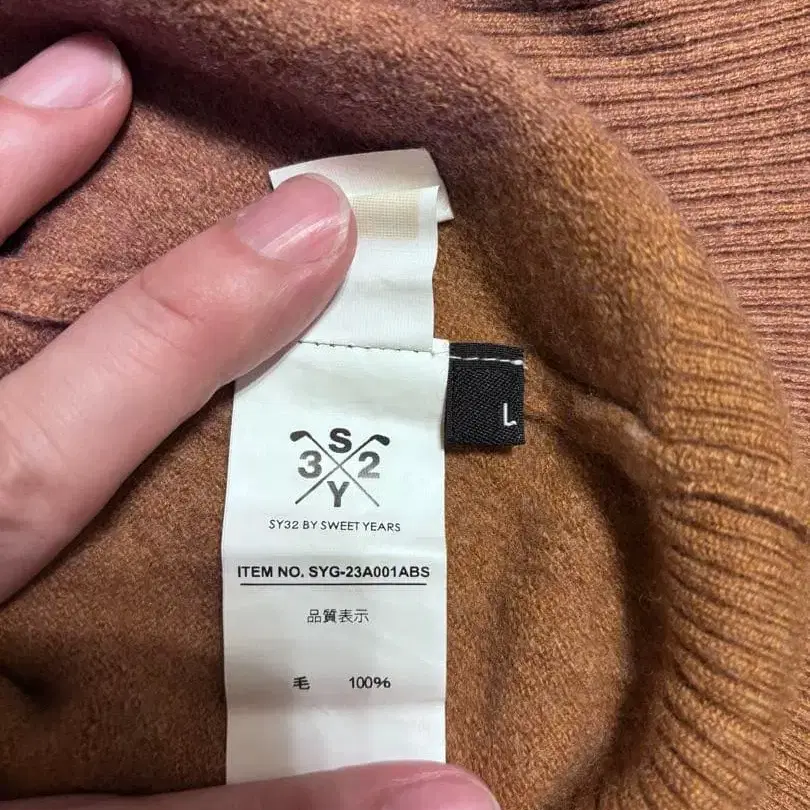 S
3 2
Y
SY32 BY SWEET YEARS
L
ITEM NO. SYG-23A001ABS
品質表示
毛 100%